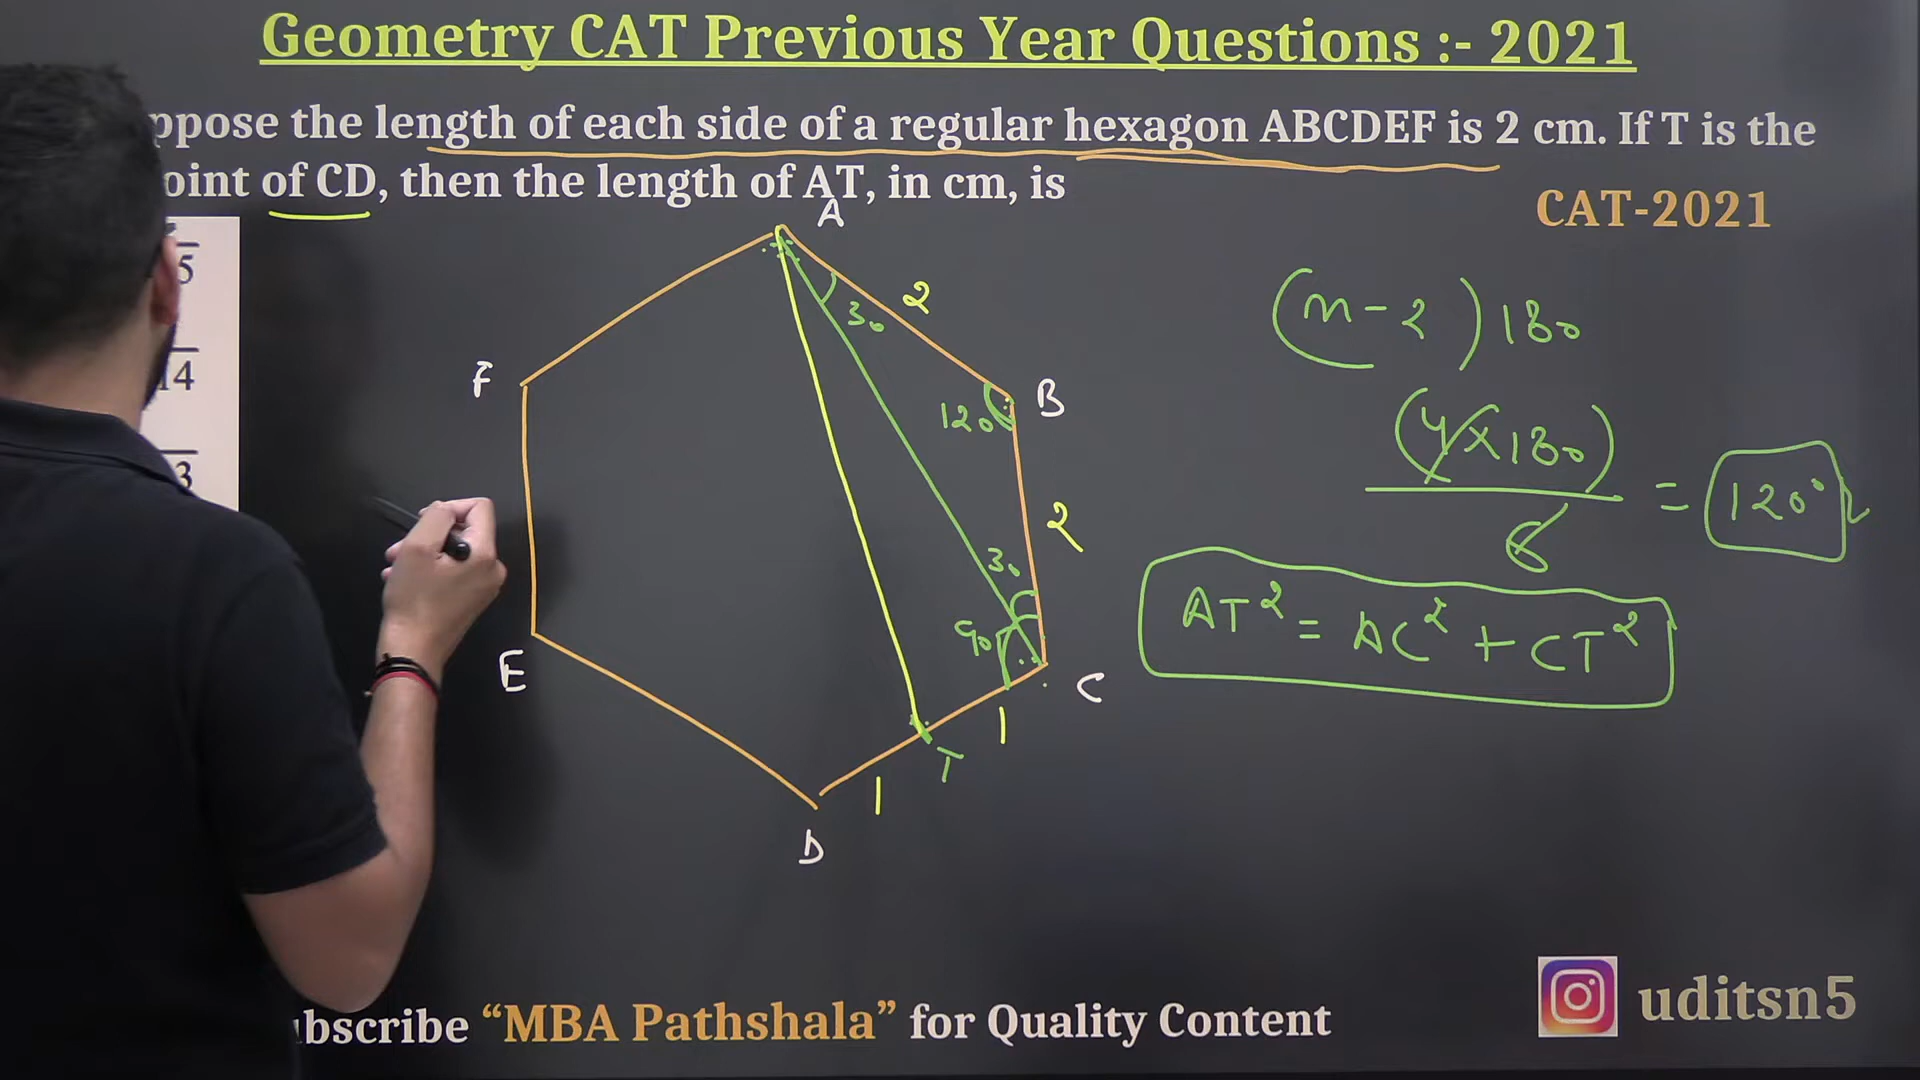 Geometry CAT Previous Year Questions :- 2021
ppose the length of each side of a regular hexagon ABCDEF is 2 cm. If T is the
oint of CD, then the length of AT, in cm, is
CAT-2021
A
5
14
3
2
30
F
B
120
2
30
90
E
C
1
T
1
D
(n-2)180
(4×180)
6
= 120°
AT² = AC² + CT²
uditsn5
bscribe “MBA Pathshala” for Quality Content